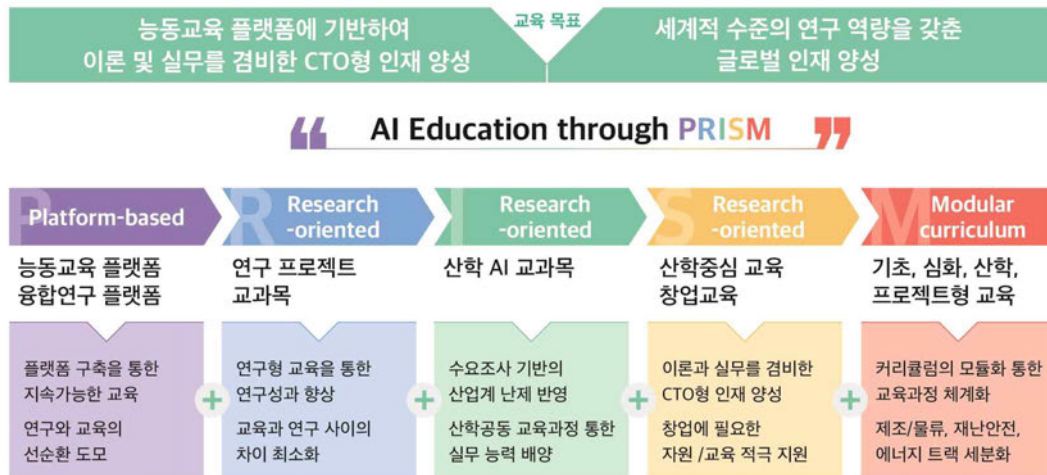 교육 목표
능동교육 플랫폼에 기반하여
이론 및 실무를 겸비한 CTO형 인재 양성
세계적 수준의 연구 역량을 갖춘
글로벌 인재 양성
“ AI Education through PRISM ”
P
Platform-based
능동교육 플랫폼
융합연구 플랫폼
플랫폼 구축을 통한
지속가능한 교육
연구와 교육의
선순환 도모
+
R
Research
-oriented
연구 프로젝트
교과목
연구형 교육을 통한
연구성과 향상
교육과 연구 사이의
차이 최소화
+
I
Research
-oriented
산학 AI 교과목
수요조사 기반의
산업계 난제 반영
산학공동 교육과정 통한
실무 능력 배양
+
S
Research
-oriented
산학중심 교육
창업교육
이론과 실무를 겸비한
CTO형 인재 양성
창업에 필요한
자원 /교육 적극 지원
+
M
Modular
curriculum
기초, 심화, 산학,
프로젝트형 교육
커리큘럼의 모듈화 통한
교육과정 체계화
제조/물류, 재난안전,
에너지 트랙 세분화